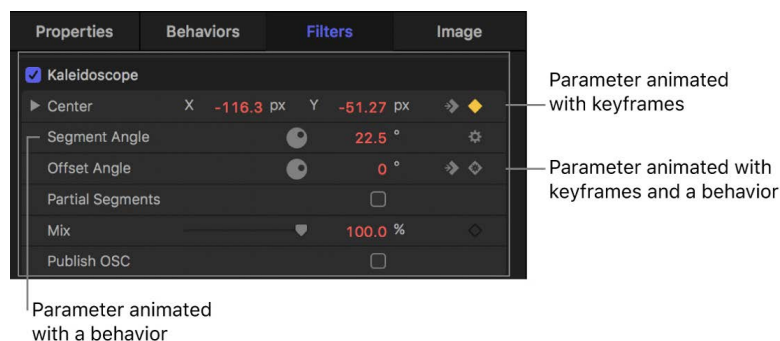 Properties Behaviors Filters Image
Kaleidoscope
Center X -116.3 px Y -51.27 px
Segment Angle 22.5 °
Offset Angle 0 °
Partial Segments
Mix 100.0 %
Publish OSC
Parameter animated
with keyframes
Parameter animated with
keyframes and a behavior
Parameter animated
with a behavior